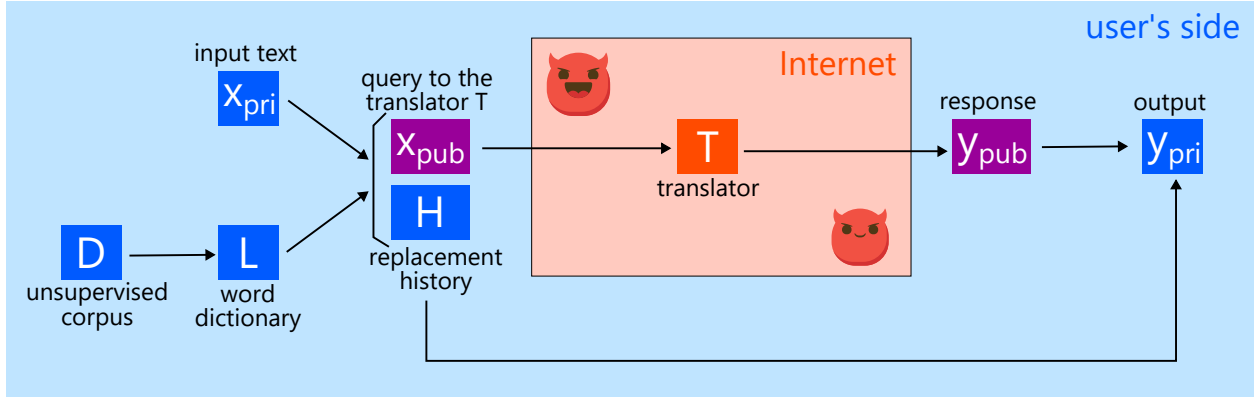 user's side
input text
x_pri
query to the
translator T
x_pub
H
replacement
history
D
unsupervised
corpus
L
word
dictionary
Internet
T
translator
response
y_pub
output
y_pri